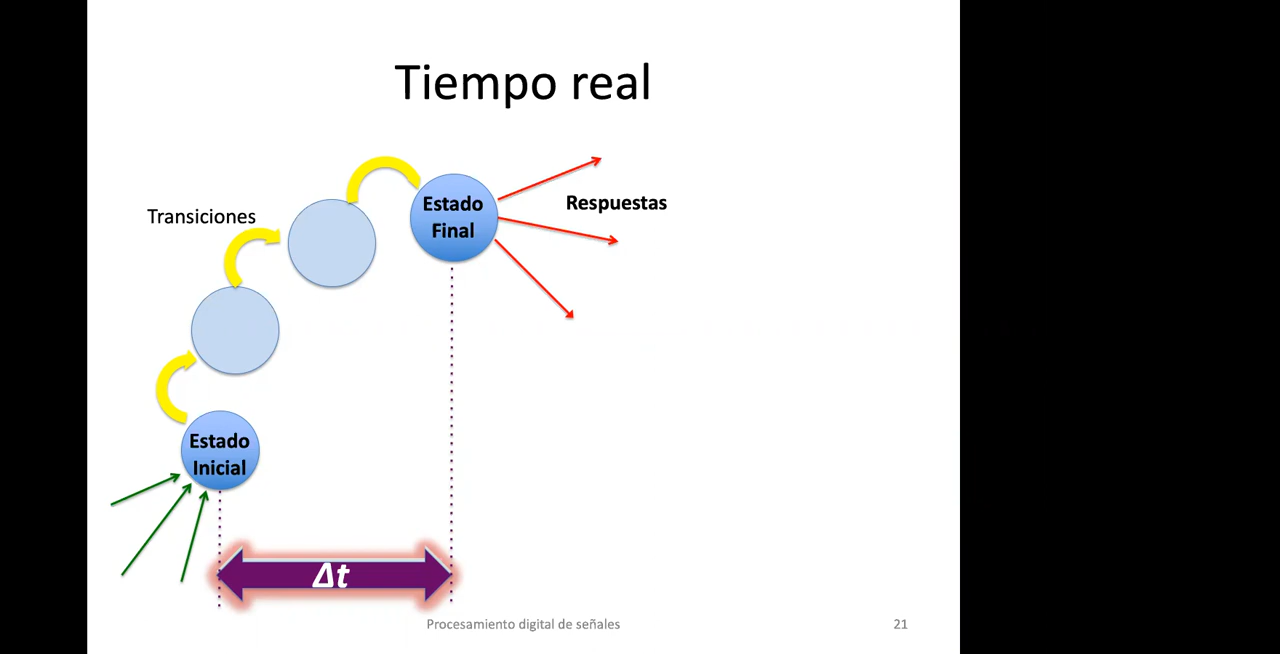 Tiempo real
Transiciones
Estado
Final
Respuestas
Estado
Inicial
Δt
Procesamiento digital de señales
21